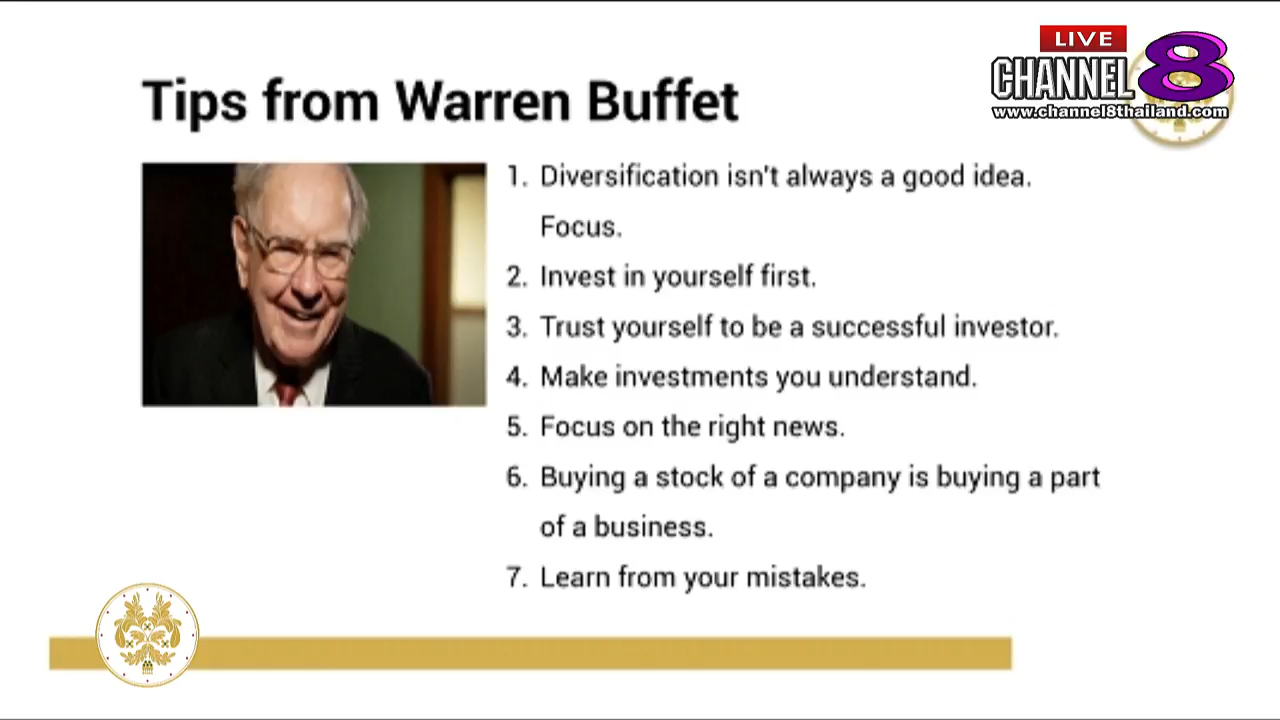 LIVE
CHANNEL 8
www.channel8thailand.com
Tips from Warren Buffet
1. Diversification isn't always a good idea.
Focus.
2. Invest in yourself first.
3. Trust yourself to be a successful investor.
4. Make investments you understand.
5. Focus on the right news.
6. Buying a stock of a company is buying a part
of a business.
7. Learn from your mistakes.